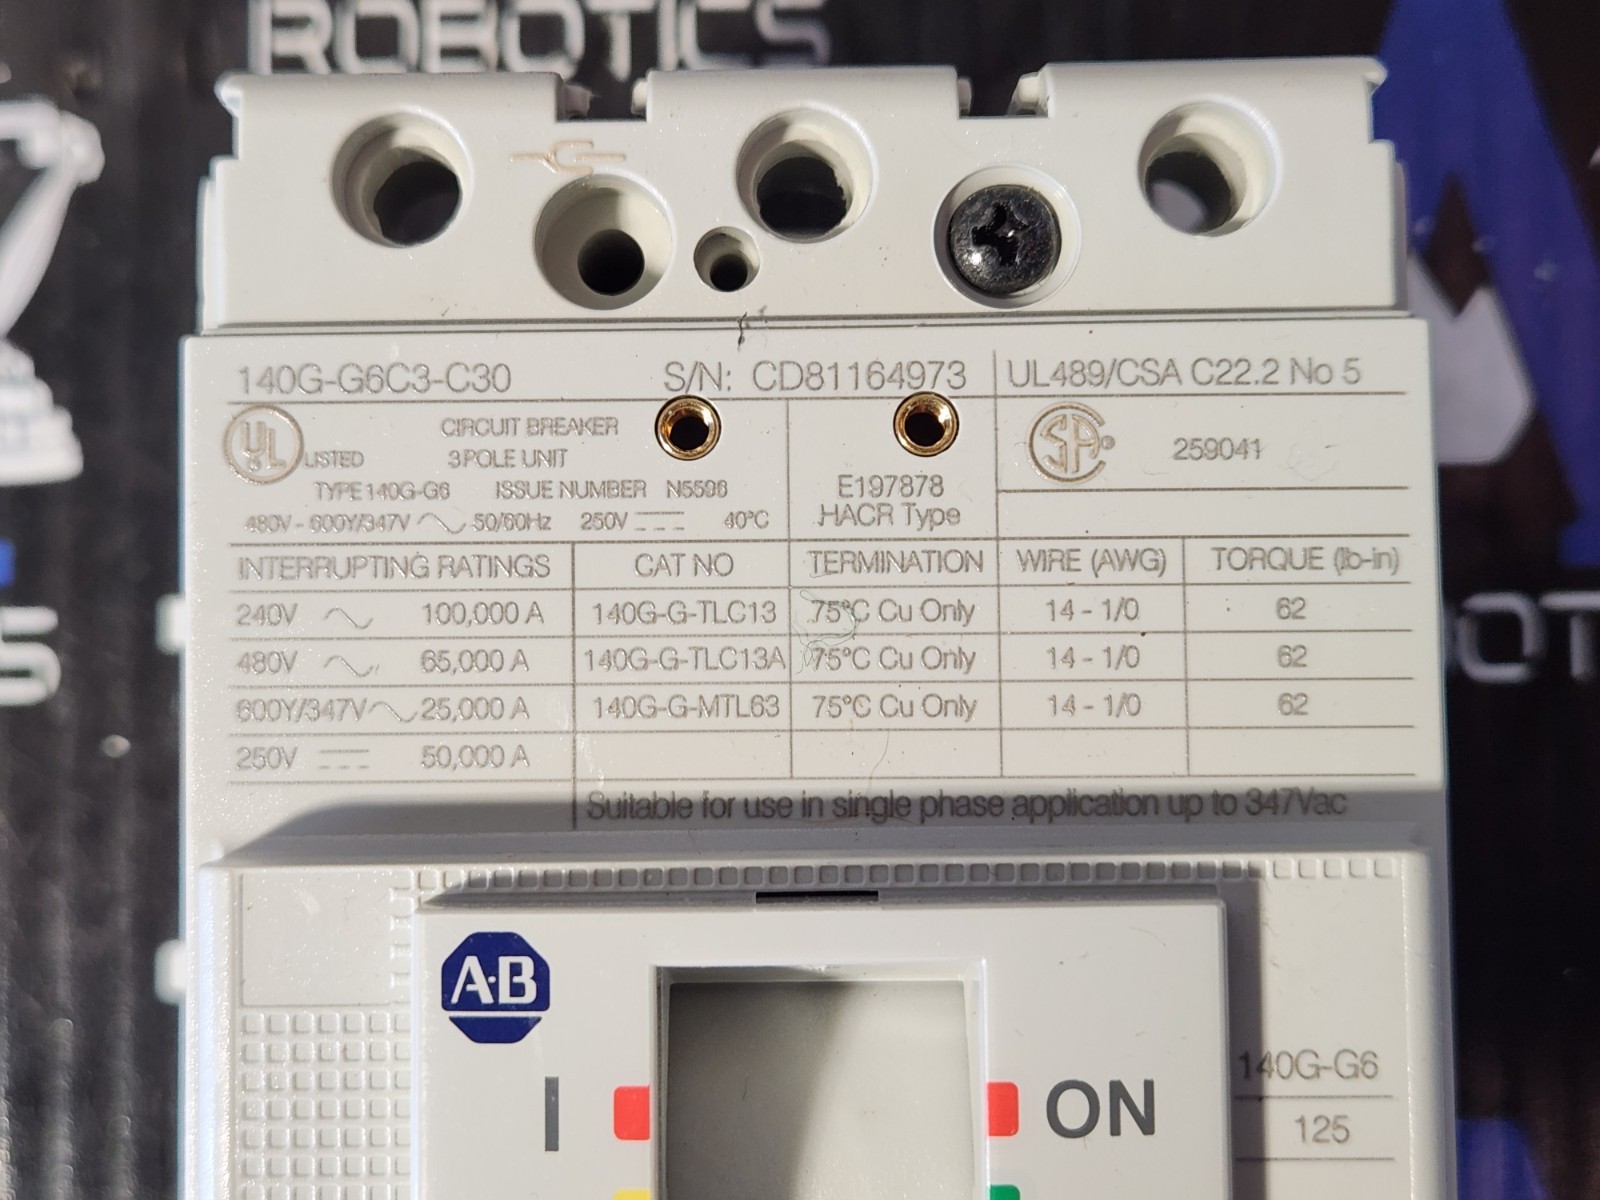 ROBOTICS
140G-G6C3-C30 S/N: CD81164973 UL489/CSA C22.2 No 5
UL LISTED
CIRCUIT BREAKER
3 POLE UNIT
TYPE 140G-G6 ISSUE NUMBER N5596
480V - 600Y/347V 50/60Hz 250V 40°C
E197878
HACR Type
SA® 259041
INTERRUPTING RATINGS CAT NO TERMINATION WIRE (AWG) TORQUE (lb-in)
240V 100,000 A 140G-G-TLC13 75°C Cu Only 14 - 1/0 62
480V 65,000 A 140G-G-TLC13A 75°C Cu Only 14 - 1/0 62
600Y/347V 25,000 A 140G-G-MTL63 75°C Cu Only 14 - 1/0 62
250V 50,000 A
Suitable for use in single phase application up to 347Vac
A·B
I ON
140G-G6
125